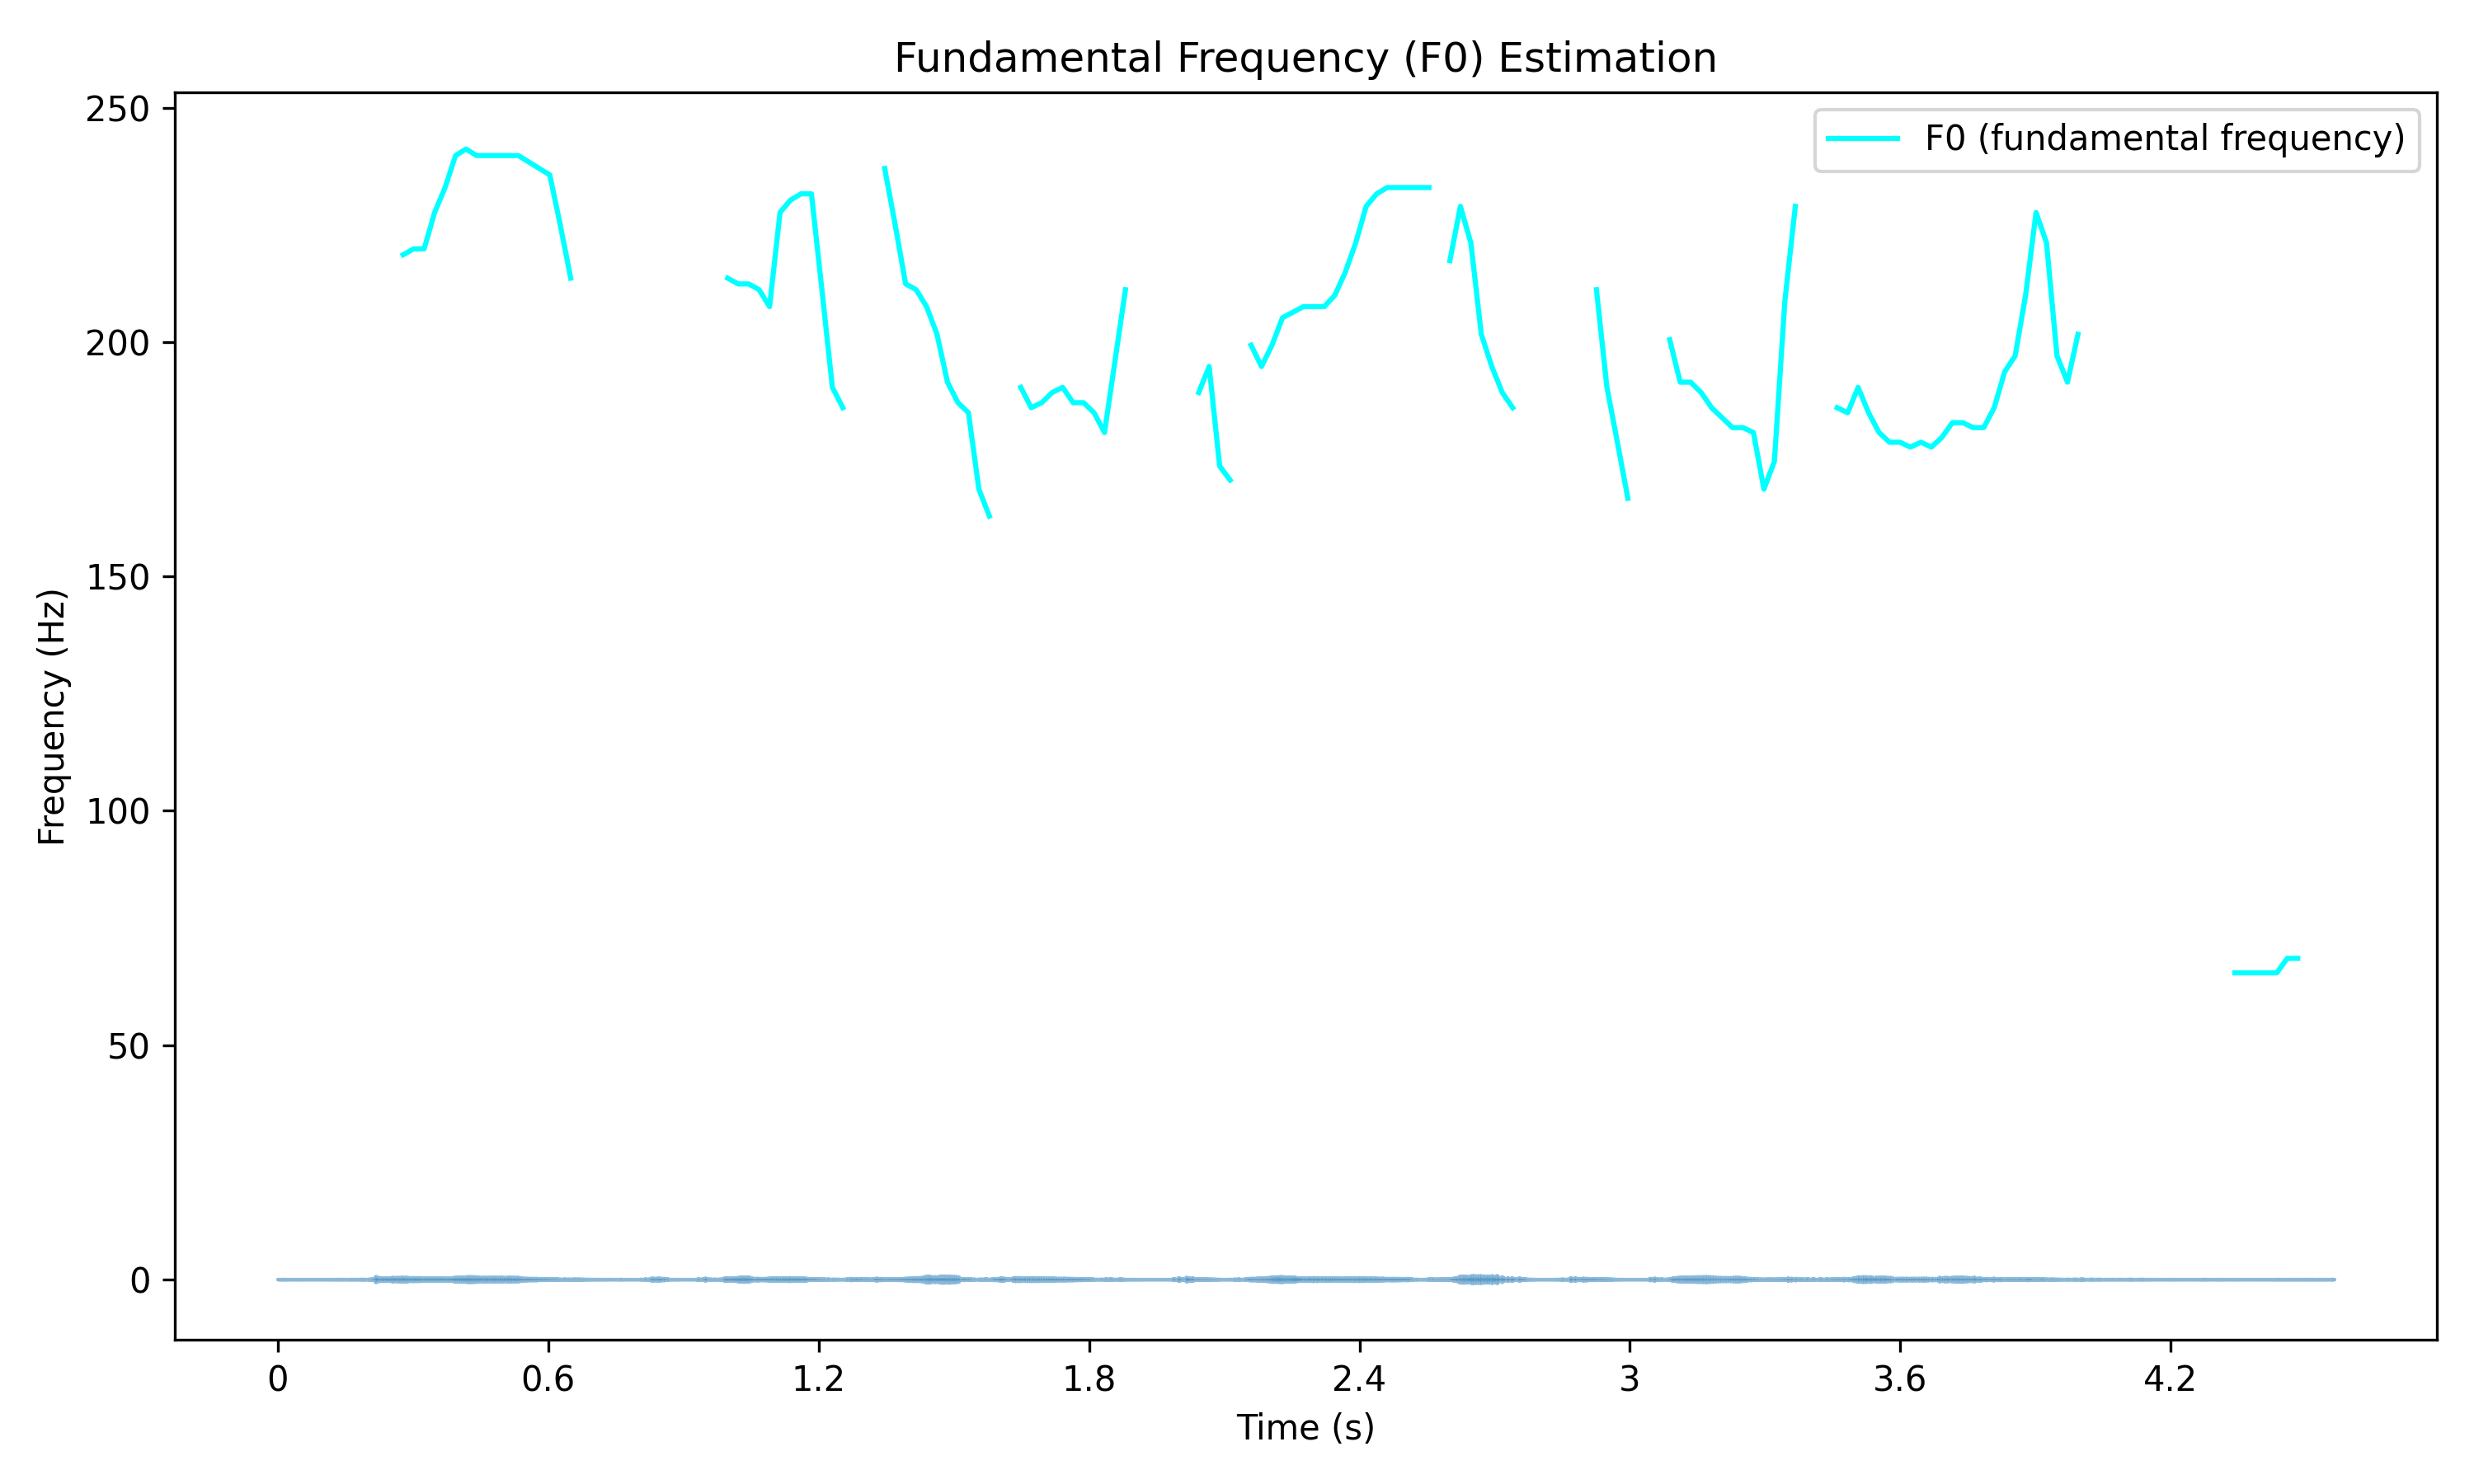 Fundamental Frequency (F0) Estimation
F0 (fundamental frequency)
Frequency (Hz)
250
200
150
100
50
0
0 0.6 1.2 1.8 2.4 3 3.6 4.2
Time (s)